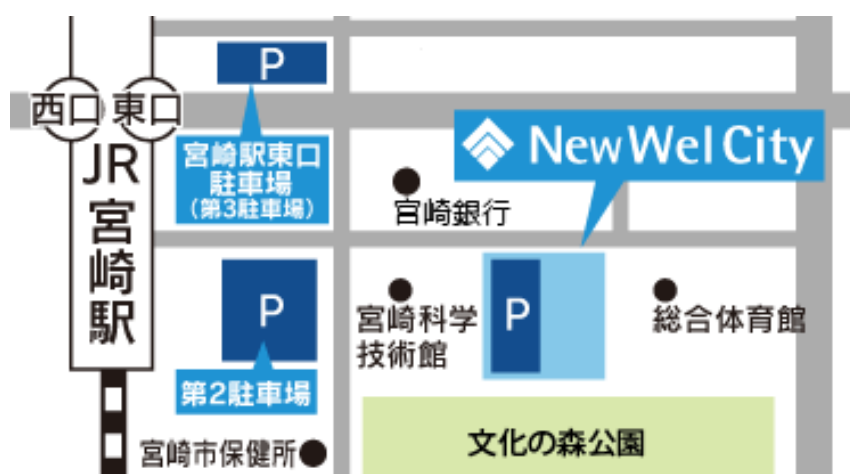 P
西口 東口
JR宮崎駅
宮崎駅東口
駐車場
(第3駐車場)
New Wel City
宮崎銀行
P
第2駐車場
宮崎科学
技術館
P
総合体育館
文化の森公園
宮崎市保健所